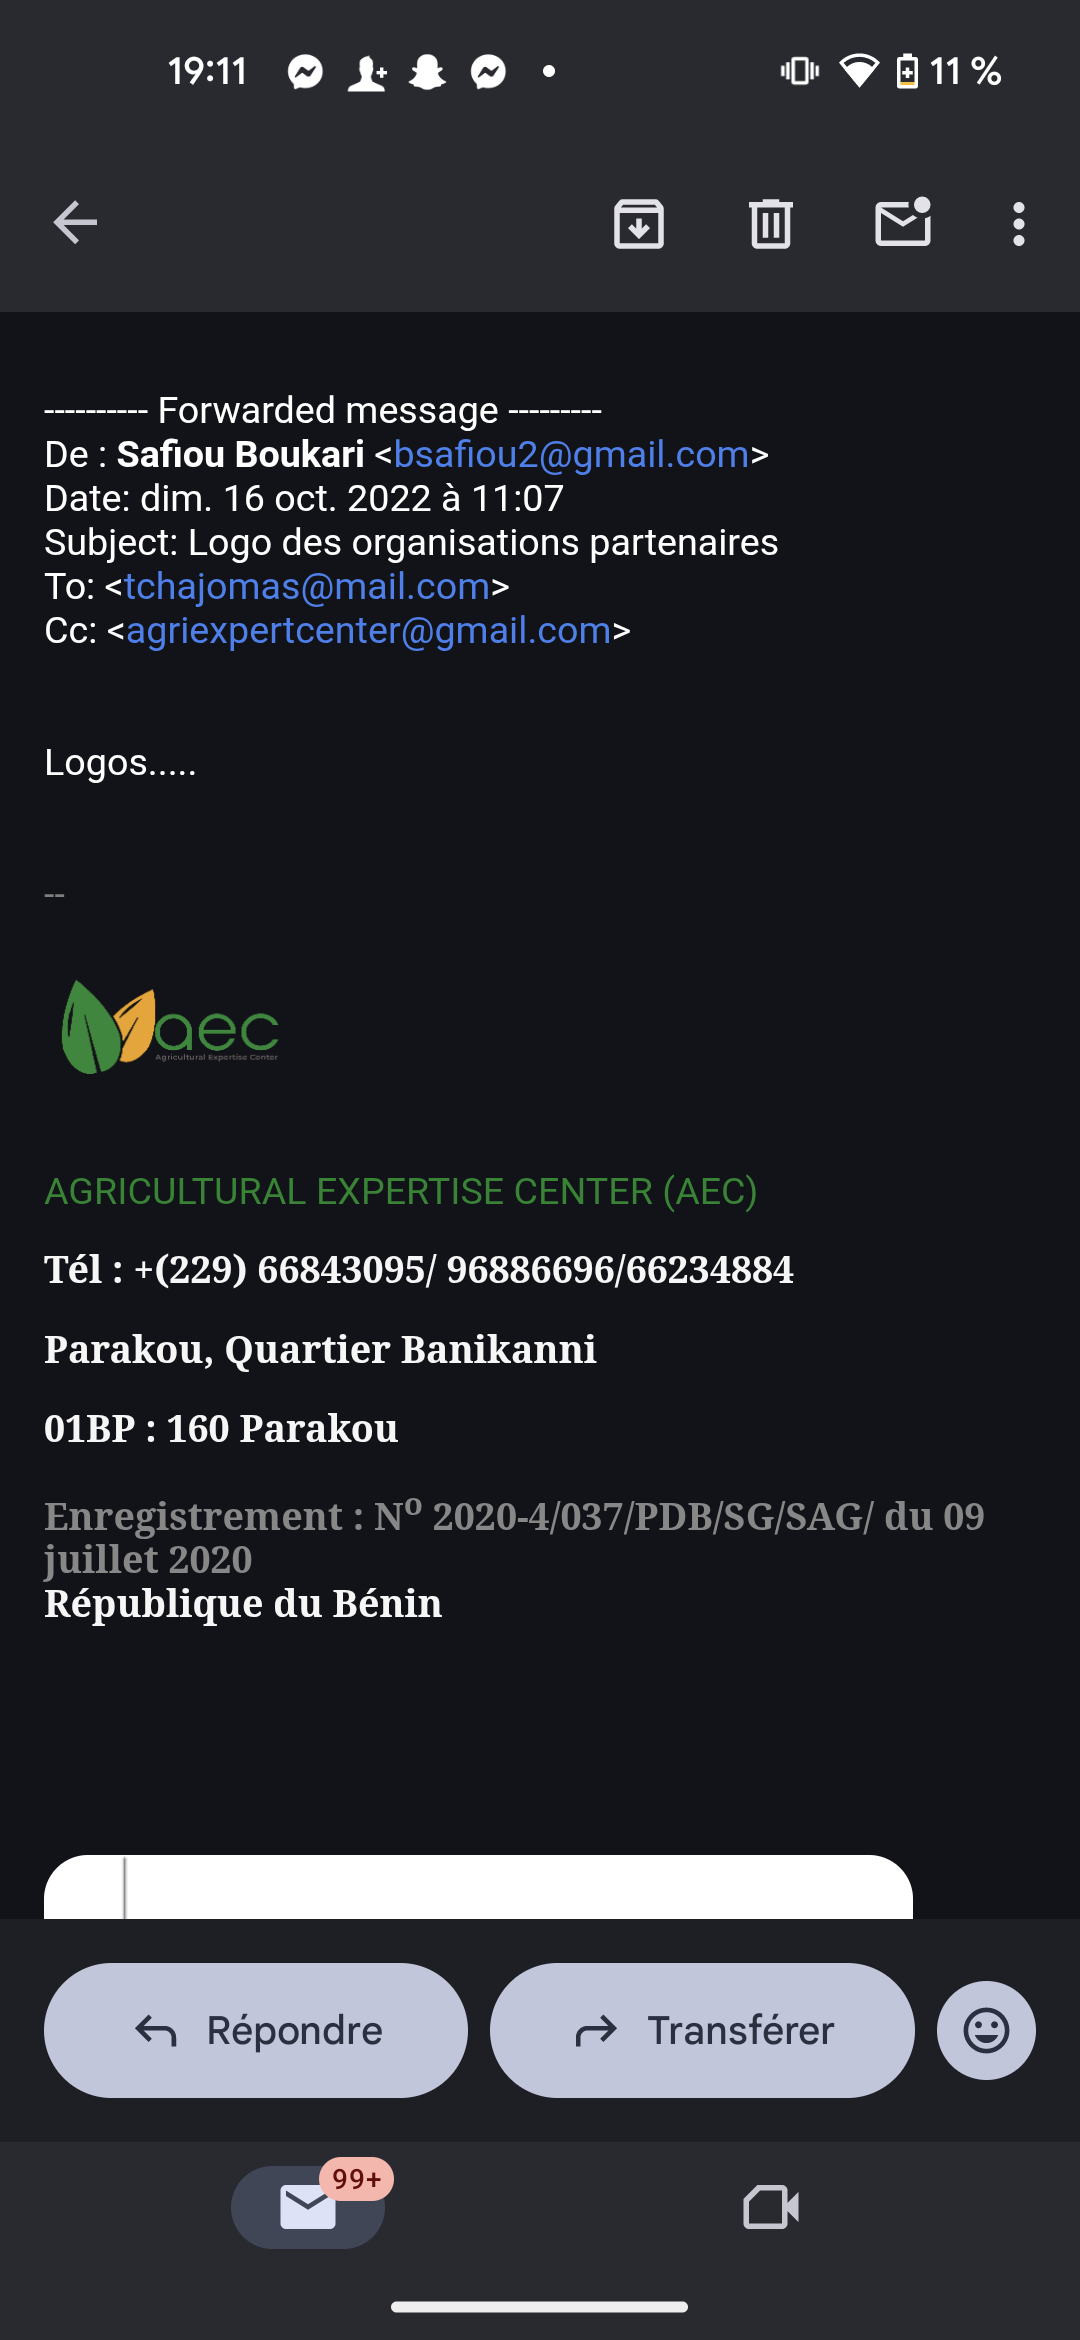 19:11
11 %
---------- Forwarded message ---------
De : Safiou Boukari <bsafiou2@gmail.com>
Date: dim. 16 oct. 2022 à 11:07
Subject: Logo des organisations partenaires
To: <tchajomas@mail.com>
Cc: <agriexpertcenter@gmail.com>
Logos.....
--
aec
Agricultural Expertise Center
AGRICULTURAL EXPERTISE CENTER (AEC)
Tél : +(229) 66843095/ 96886696/66234884
Parakou, Quartier Banikanni
01BP : 160 Parakou
Enregistrement : Nº 2020-4/037/PDB/SG/SAG/ du 09
juillet 2020
République du Bénin
Répondre
Transférer
99+